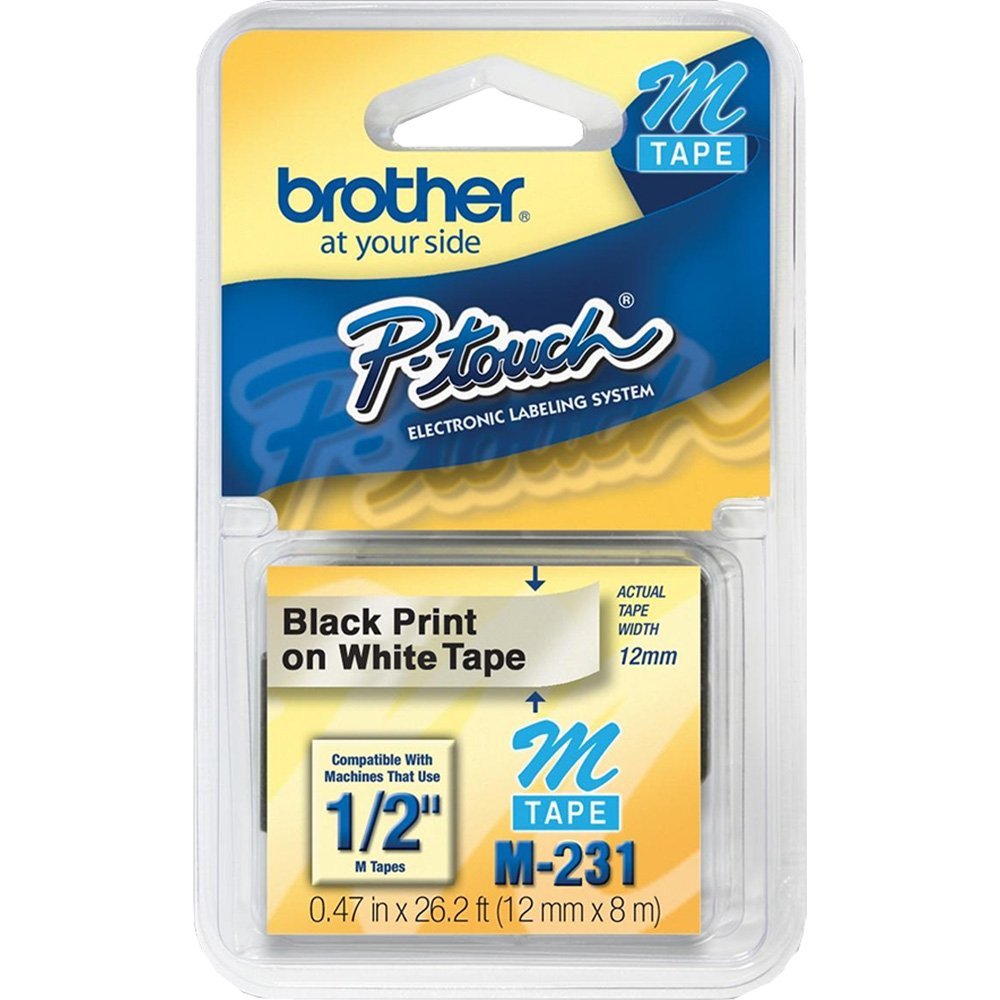 M
TAPE
brother®
at your side
P-touch®
ELECTRONIC LABELING SYSTEM
P-touch
Black Print
on White Tape
ACTUAL
TAPE
WIDTH
12mm
Compatible With
Machines That Use
1/2"
M Tapes
M
TAPE
M-231
0.47 in x 26.2 ft (12 mm x 8 m)